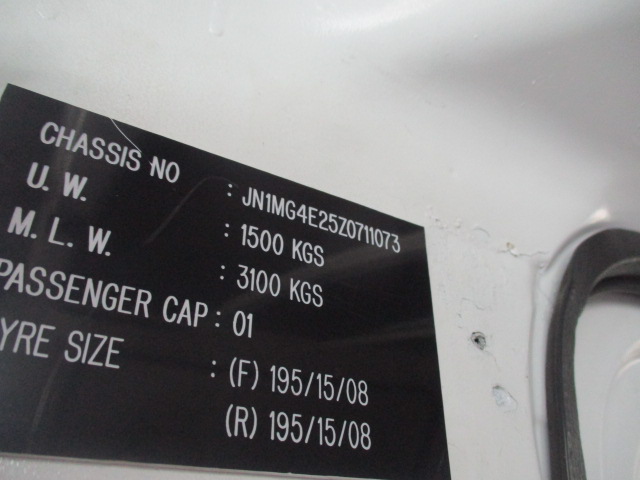 CHASSIS NO : JN1MG4E25Z0711073
U. W. : 1500 KGS
M. L. W. : 3100 KGS
PASSENGER CAP : 01
YRE SIZE : (F) 195/15/08
(R) 195/15/08